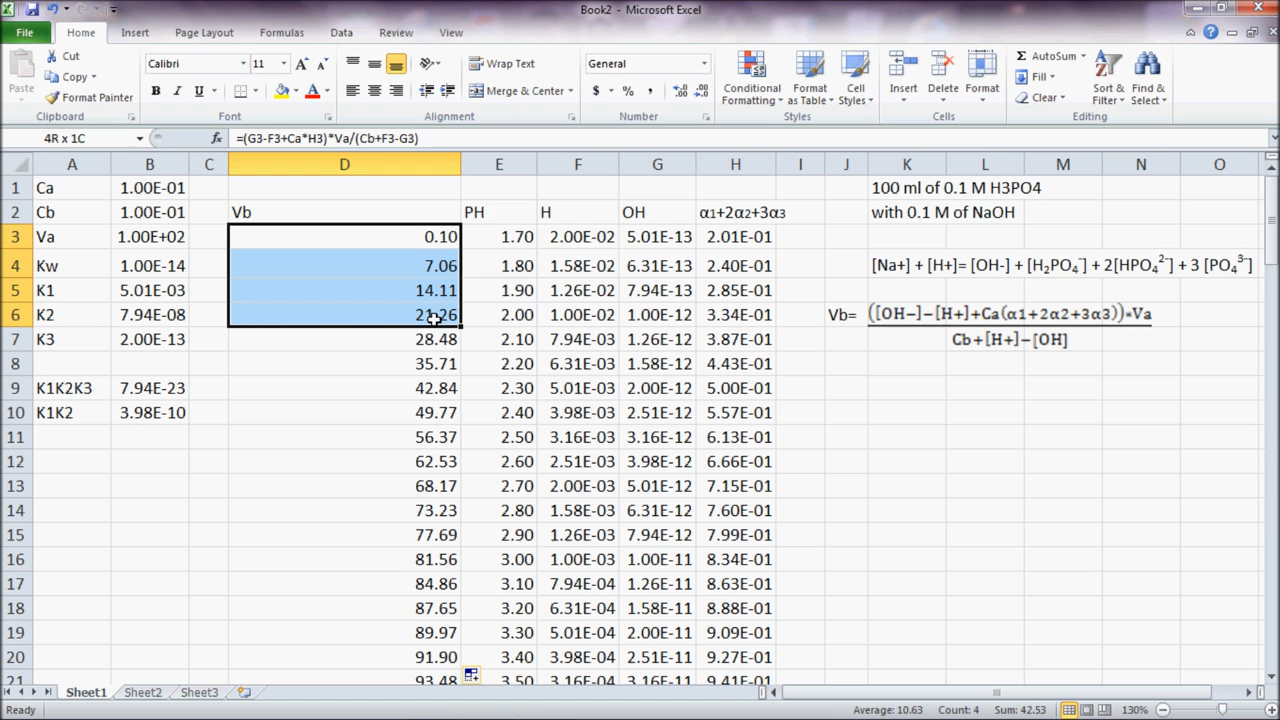 Book2 - Microsoft Excel
File Home Insert Page Layout Formulas Data Review View
Cut Calibri 11 Wrap Text General AutoSum
Copy Fill
Paste Format Painter B I U Merge & Center $ % , Conditional Formatting Format as Table Cell Styles Insert Delete Format Clear Sort & Filter Find & Select
Clipboard Font Alignment Number Styles Cells Editing
4R x 1C fx =(G3-F3+Ca*H3)*Va/(Cb+F3-G3)
A B C D E F G H I J K L M N O
1 Ca 1.00E-01 100 ml of 0.1 M H3PO4
2 Cb 1.00E-01 Vb PH H OH α1+2α2+3α3 with 0.1 M of NaOH
3 Va 1.00E+02 0.10 1.70 2.00E-02 5.01E-13 2.01E-01
4 Kw 1.00E-14 7.06 1.80 1.58E-02 6.31E-13 2.40E-01 [Na+] + [H+]= [OH-] + [H₂PO₄⁻] + 2[HPO₄²⁻] + 3 [PO₄³⁻]
5 K1 5.01E-03 14.11 1.90 1.26E-02 7.94E-13 2.85E-01
6 K2 7.94E-08 21.26 2.00 1.00E-02 1.00E-12 3.34E-01 Vb= ([OH−]−[H+]+Ca(α1+2α2+3α3))*Va
7 K3 2.00E-13 28.48 2.10 7.94E-03 1.26E-12 3.87E-01 Cb+[H+]−[OH]
8 35.71 2.20 6.31E-03 1.58E-12 4.43E-01
9 K1K2K3 7.94E-23 42.84 2.30 5.01E-03 2.00E-12 5.00E-01
10 K1K2 3.98E-10 49.77 2.40 3.98E-03 2.51E-12 5.57E-01
11 56.37 2.50 3.16E-03 3.16E-12 6.13E-01
12 62.53 2.60 2.51E-03 3.98E-12 6.66E-01
13 68.17 2.70 2.00E-03 5.01E-12 7.15E-01
14 73.23 2.80 1.58E-03 6.31E-12 7.60E-01
15 77.69 2.90 1.26E-03 7.94E-12 7.99E-01
16 81.56 3.00 1.00E-03 1.00E-11 8.34E-01
17 84.86 3.10 7.94E-04 1.26E-11 8.63E-01
18 87.65 3.20 6.31E-04 1.58E-11 8.88E-01
19 89.97 3.30 5.01E-04 2.00E-11 9.09E-01
20 91.90 3.40 3.98E-04 2.51E-11 9.27E-01
21 93.48 3.50 3.16E-04 3.16E-11 9.41E-01
Sheet1 Sheet2 Sheet3
Ready Average: 10.63 Count: 4 Sum: 42.53 130%